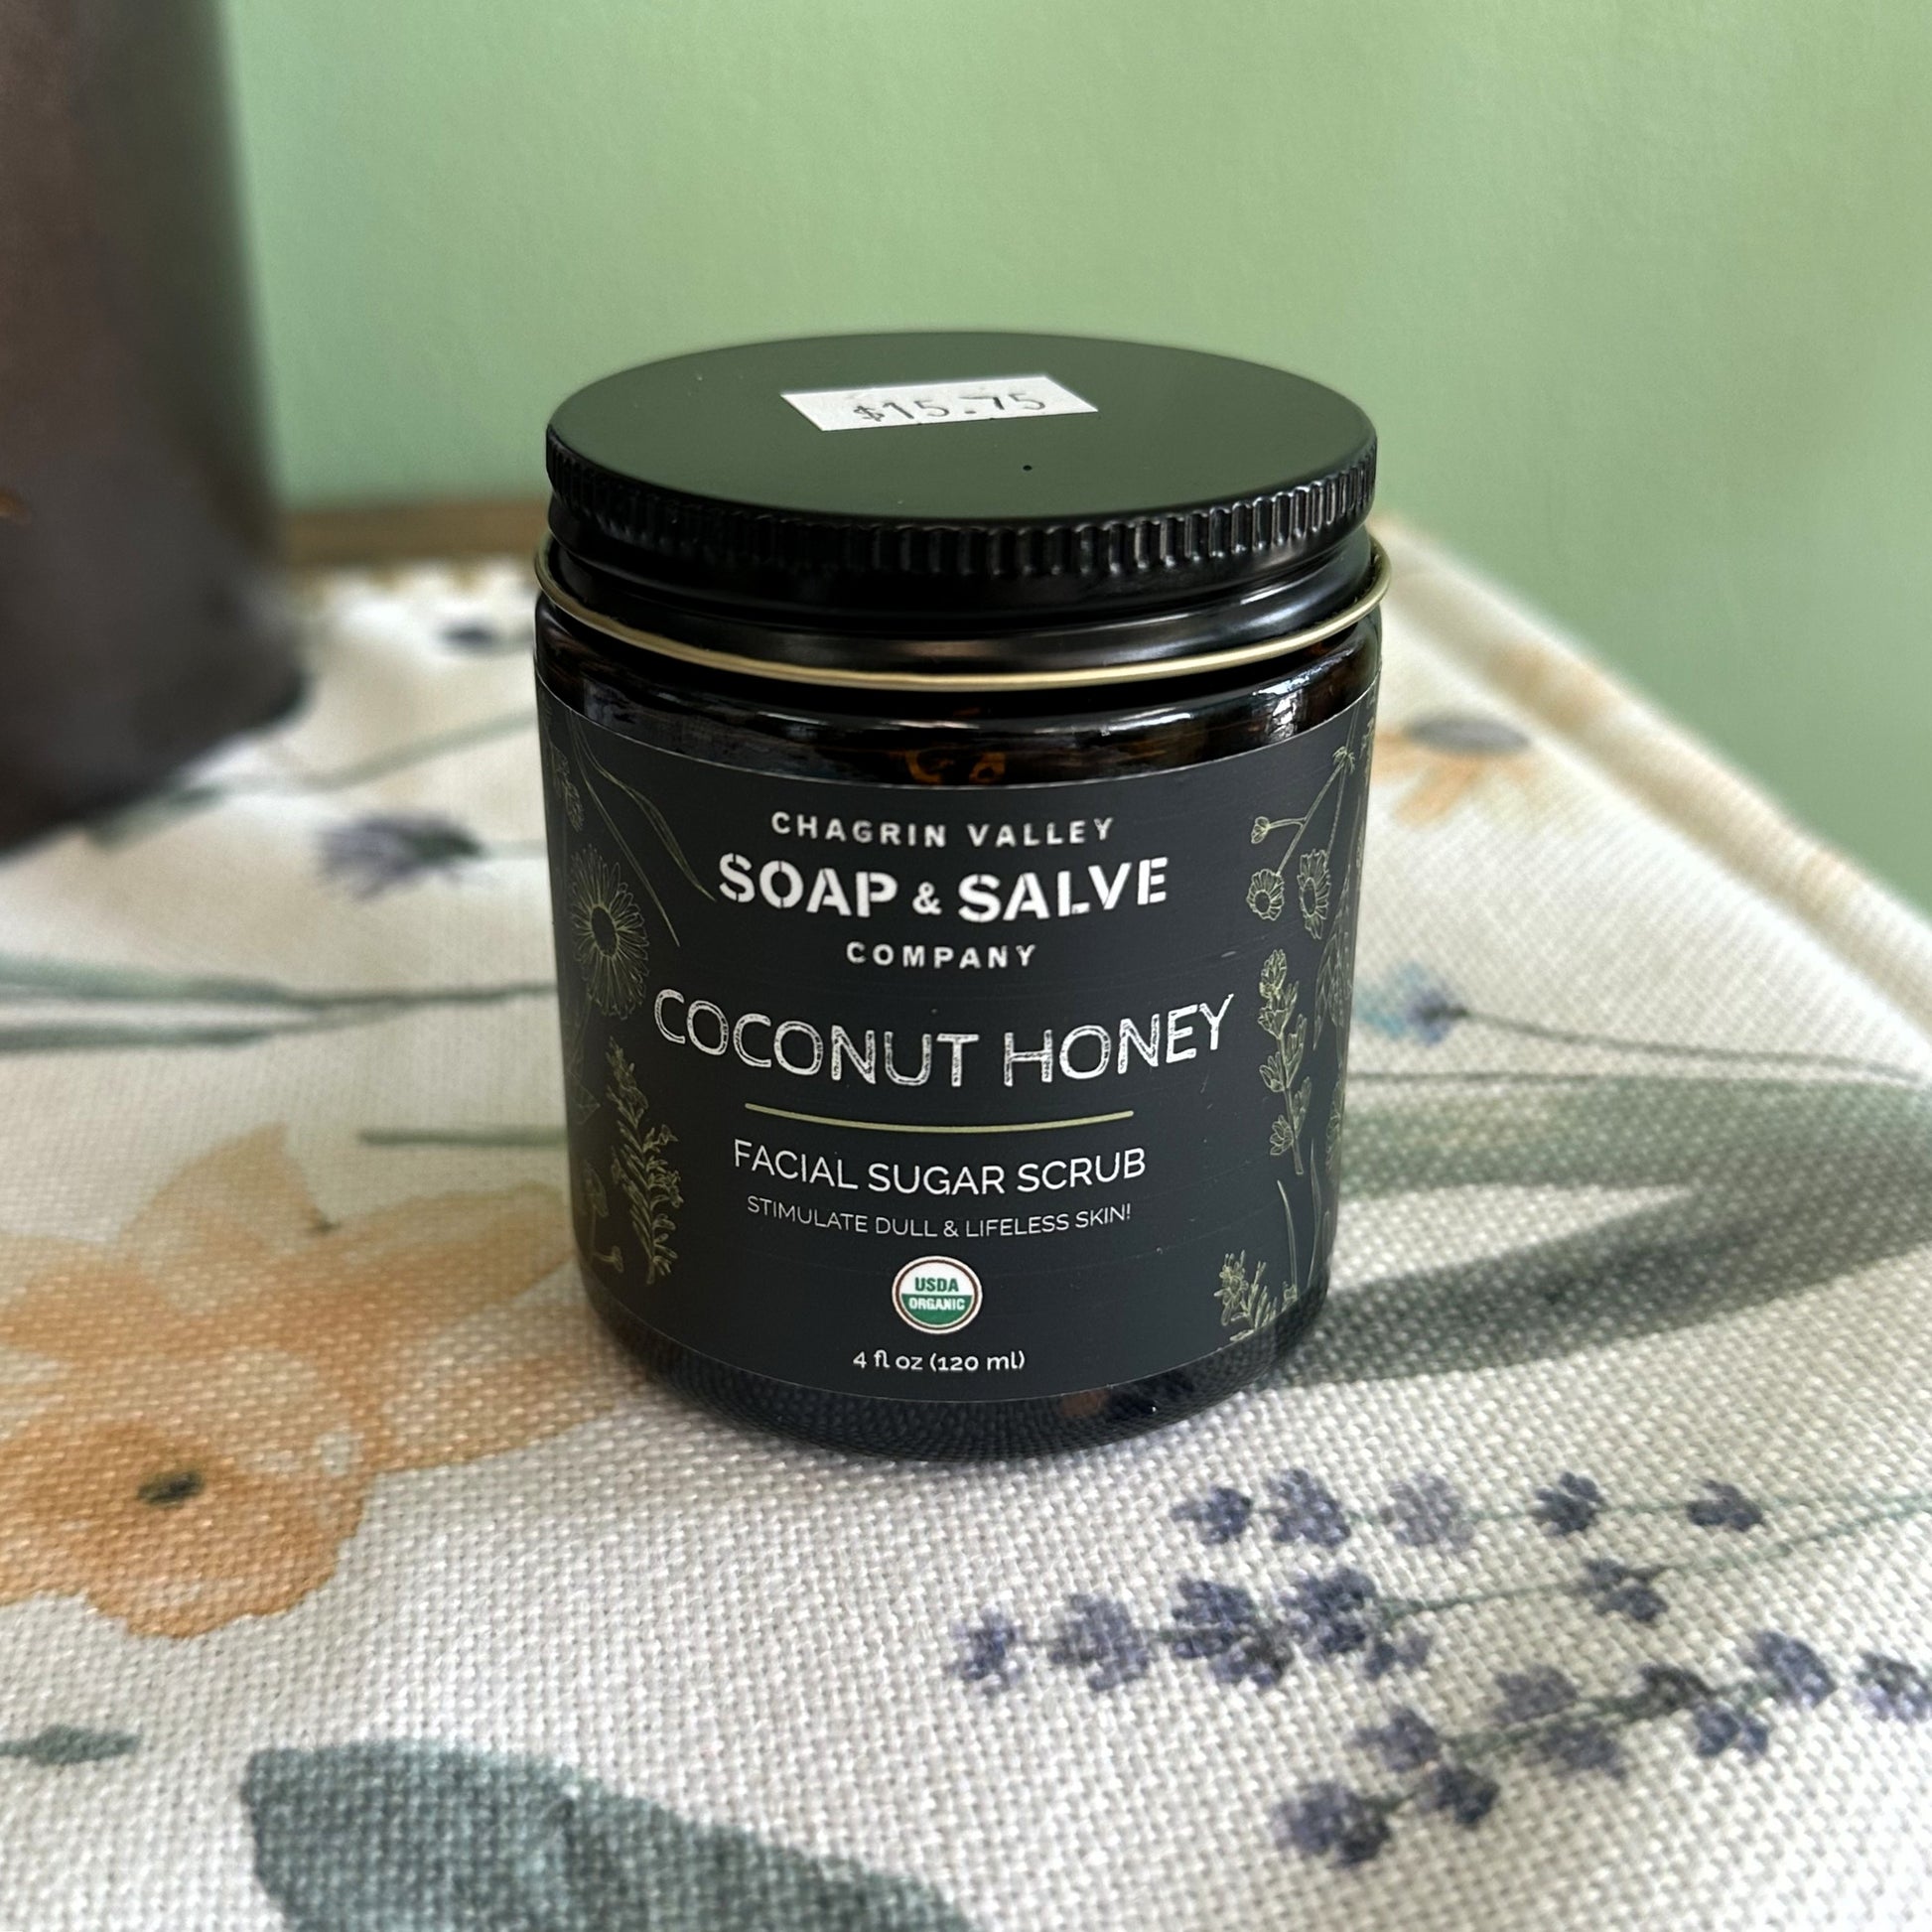 $15.75
CHAGRIN VALLEY
SOAP & SALVE
COMPANY
COCONUT HONEY
FACIAL SUGAR SCRUB
STIMULATE DULL & LIFELESS SKIN!
USDA
ORGANIC
4 fl oz (120 ml)